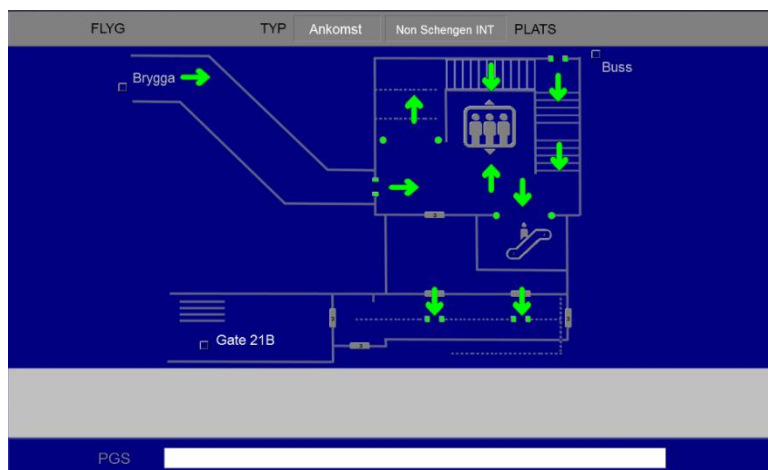 FLYG TYP Ankomst Non Schengen INT PLATS
Buss
Brygga
Gate 21B
PGS